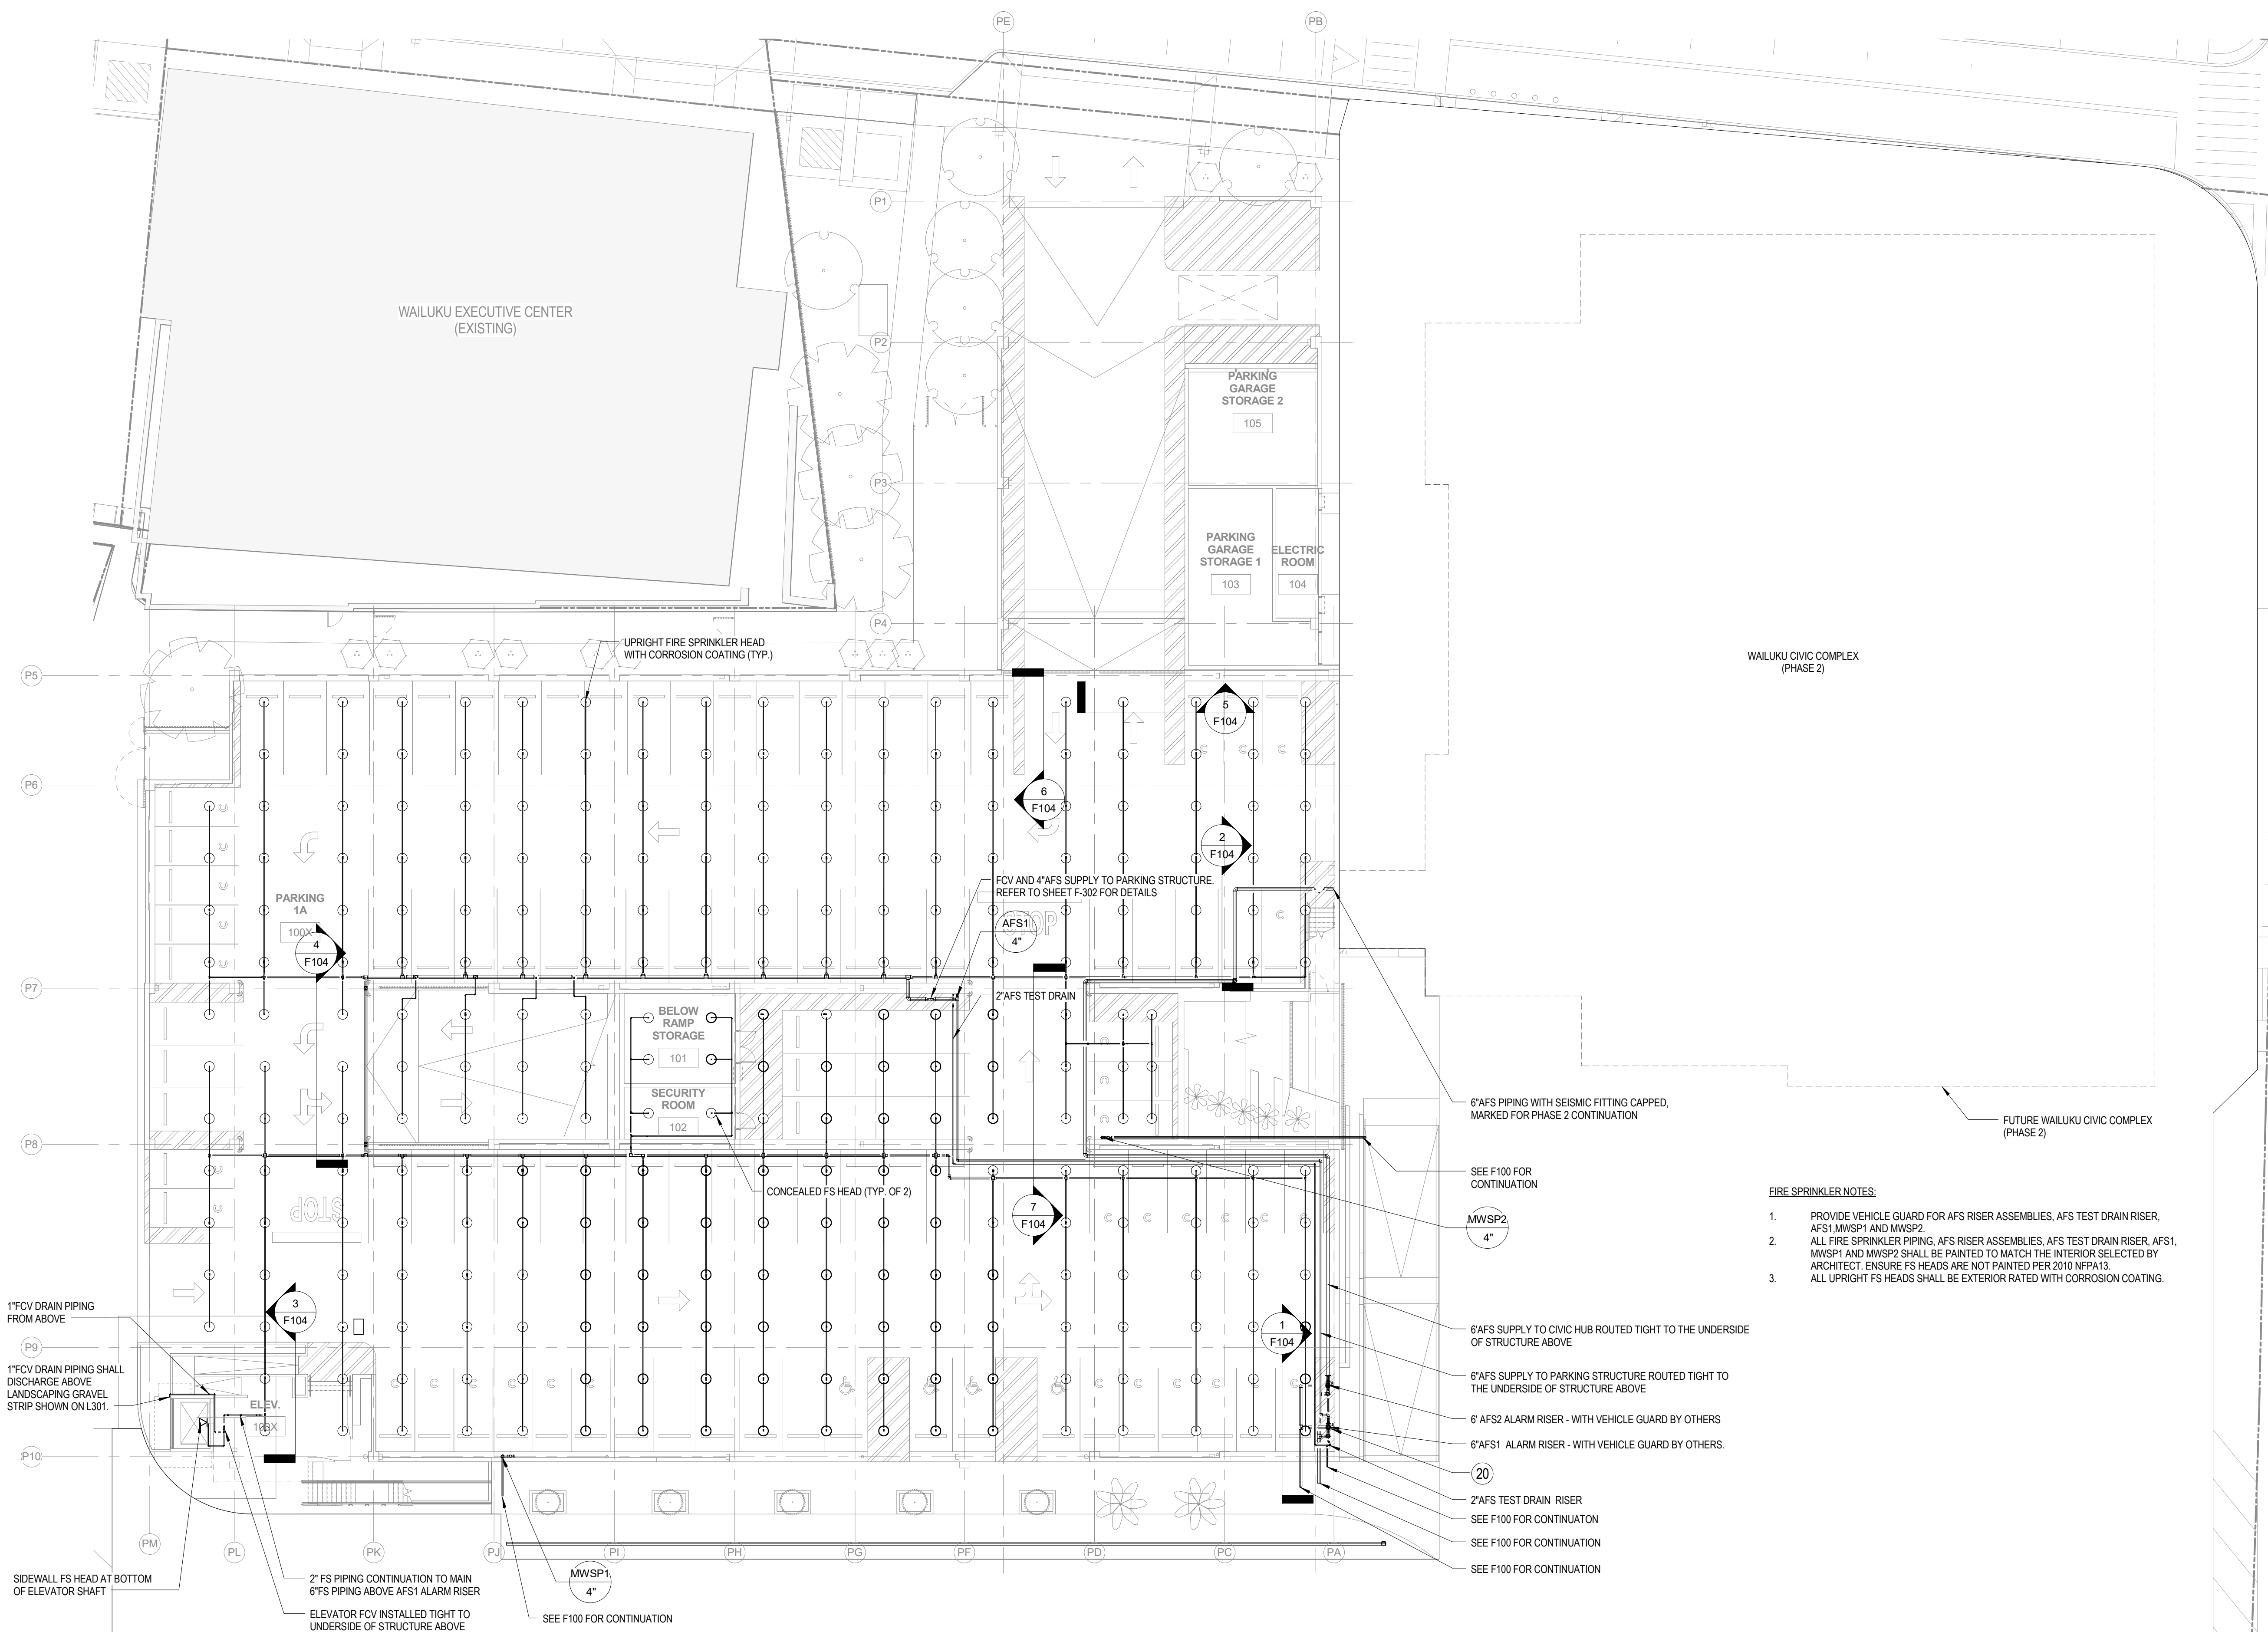 PE
PB
P1
WAILUKU EXECUTIVE CENTER
(EXISTING)
P2
PARKING
GARAGE
STORAGE 2
105
P3
PARKING
GARAGE
STORAGE 1
103
ELECTRIC
ROOM
104
P4
UPRIGHT FIRE SPRINKLER HEAD
WITH CORROSION COATING (TYP.)
WAILUKU CIVIC COMPLEX
(PHASE 2)
P5
5
F104
C C C
P6
6
F104
2
F104
FCV AND 4"AFS SUPPLY TO PARKING STRUCTURE.
REFER TO SHEET F-302 FOR DETAILS
PARKING
1A
100X
4
F104
AFS1
4"
STOP
P7
2"AFS TEST DRAIN
BELOW
RAMP
STORAGE
101
SECURITY
ROOM
102
6"AFS PIPING WITH SEISMIC FITTING CAPPED,
MARKED FOR PHASE 2 CONTINUATION
FUTURE WAILUKU CIVIC COMPLEX
(PHASE 2)
P8
SEE F100 FOR
CONTINUATION
CONCEALED FS HEAD (TYP. OF 2)
STOP
7
F104
MWSP2
4"
FIRE SPRINKLER NOTES:
1. PROVIDE VEHICLE GUARD FOR AFS RISER ASSEMBLIES, AFS TEST DRAIN RISER,
AFS1,MWSP1 AND MWSP2.
2. ALL FIRE SPRINKLER PIPING, AFS RISER ASSEMBLIES, AFS TEST DRAIN RISER, AFS1,
MWSP1 AND MWSP2 SHALL BE PAINTED TO MATCH THE INTERIOR SELECTED BY
ARCHITECT. ENSURE FS HEADS ARE NOT PAINTED PER 2010 NFPA13.
3. ALL UPRIGHT FS HEADS SHALL BE EXTERIOR RATED WITH CORROSION COATING.
1"FCV DRAIN PIPING
FROM ABOVE
3
F104
1
F104
6'AFS SUPPLY TO CIVIC HUB ROUTED TIGHT TO THE UNDERSIDE
OF STRUCTURE ABOVE
P9
1"FCV DRAIN PIPING SHALL
DISCHARGE ABOVE
LANDSCAPING GRAVEL
STRIP SHOWN ON L301.
6"AFS SUPPLY TO PARKING STRUCTURE ROUTED TIGHT TO
THE UNDERSIDE OF STRUCTURE ABOVE
ELEV.
6' AFS2 ALARM RISER - WITH VEHICLE GUARD BY OTHERS
6"AFS1 ALARM RISER - WITH VEHICLE GUARD BY OTHERS.
P10
20
2"AFS TEST DRAIN RISER
SEE F100 FOR CONTINUATON
SEE F100 FOR CONTINUATION
SEE F100 FOR CONTINUATION
PM
PL
PK
PJ
PI
PH
PG
PF
PD
PC
PA
SIDEWALL FS HEAD AT BOTTOM
OF ELEVATOR SHAFT
2" FS PIPING CONTINUATION TO MAIN
6"FS PIPING ABOVE AFS1 ALARM RISER
ELEVATOR FCV INSTALLED TIGHT TO
UNDERSIDE OF STRUCTURE ABOVE
MWSP1
4"
SEE F100 FOR CONTINUATION